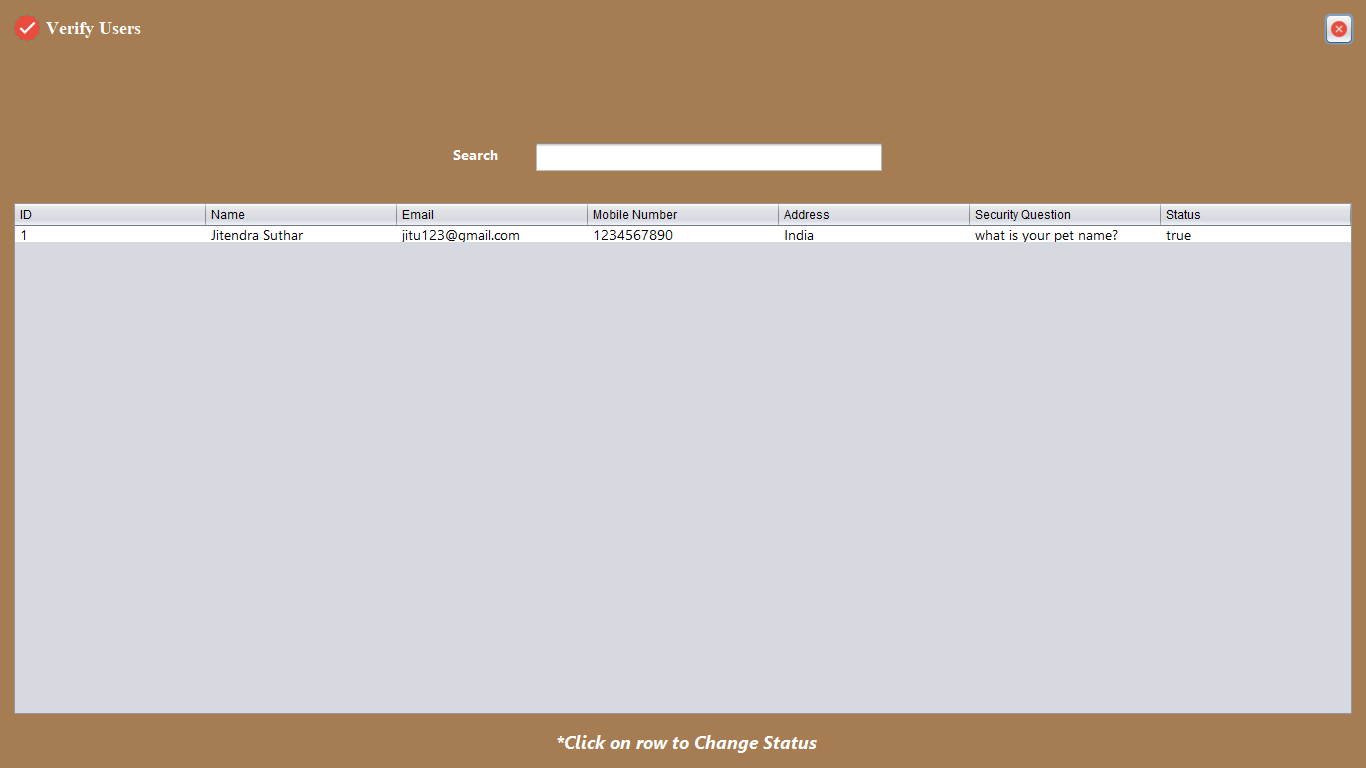 Verify Users
Search
ID Name Email Mobile Number Address Security Question Status
1 Jitendra Suthar jitu123@gmail.com 1234567890 India what is your pet name? true
*Click on row to Change Status